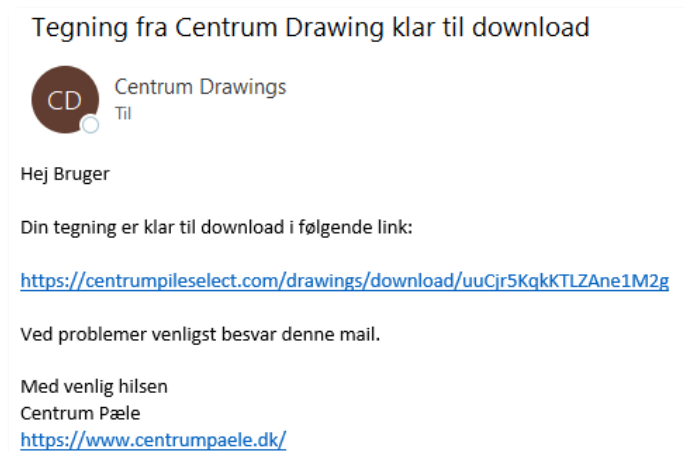 Tegning fra Centrum Drawing klar til download
CD
Centrum Drawings
Til
Hej Bruger
Din tegning er klar til download i følgende link:
https://centrumpileselect.com/drawings/download/uuCjr5KqkKTLZAne1M2g
Ved problemer venligst besvar denne mail.
Med venlig hilsen
Centrum Pæle
https://www.centrumpaele.dk/